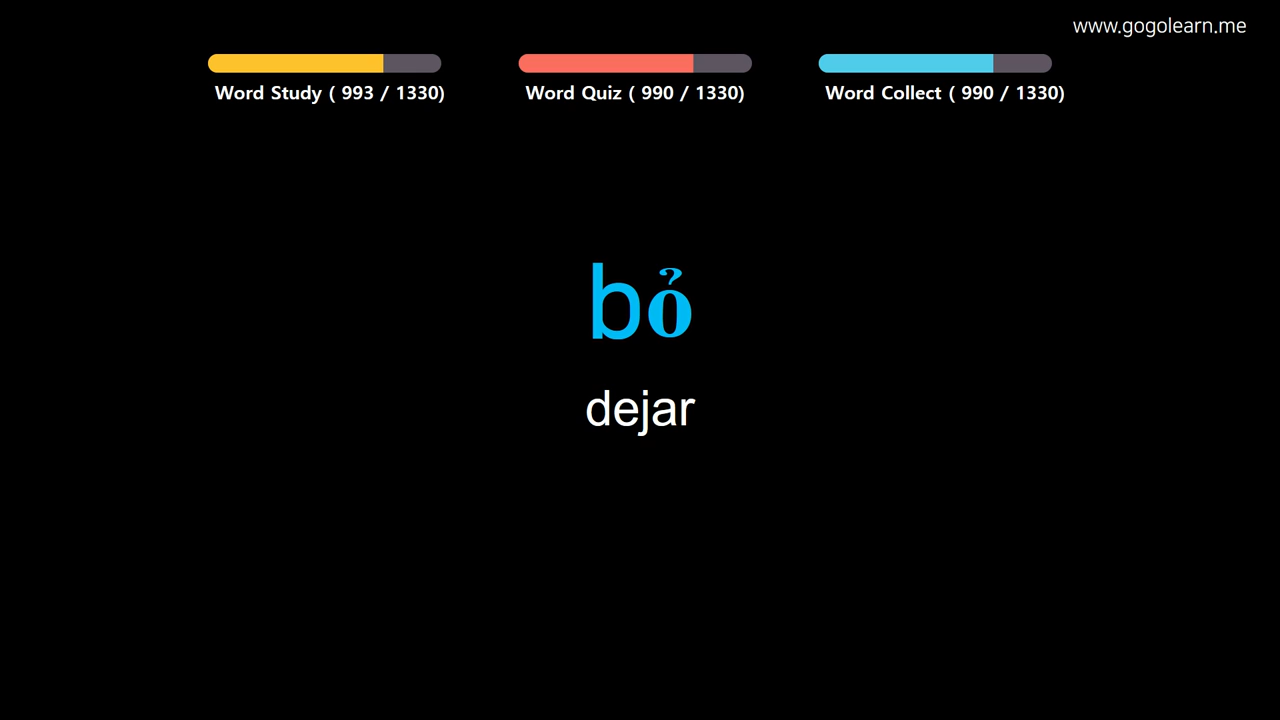 www.gogolearn.me
Word Study ( 993 / 1330)
Word Quiz ( 990 / 1330)
Word Collect ( 990 / 1330)
bỏ
dejar